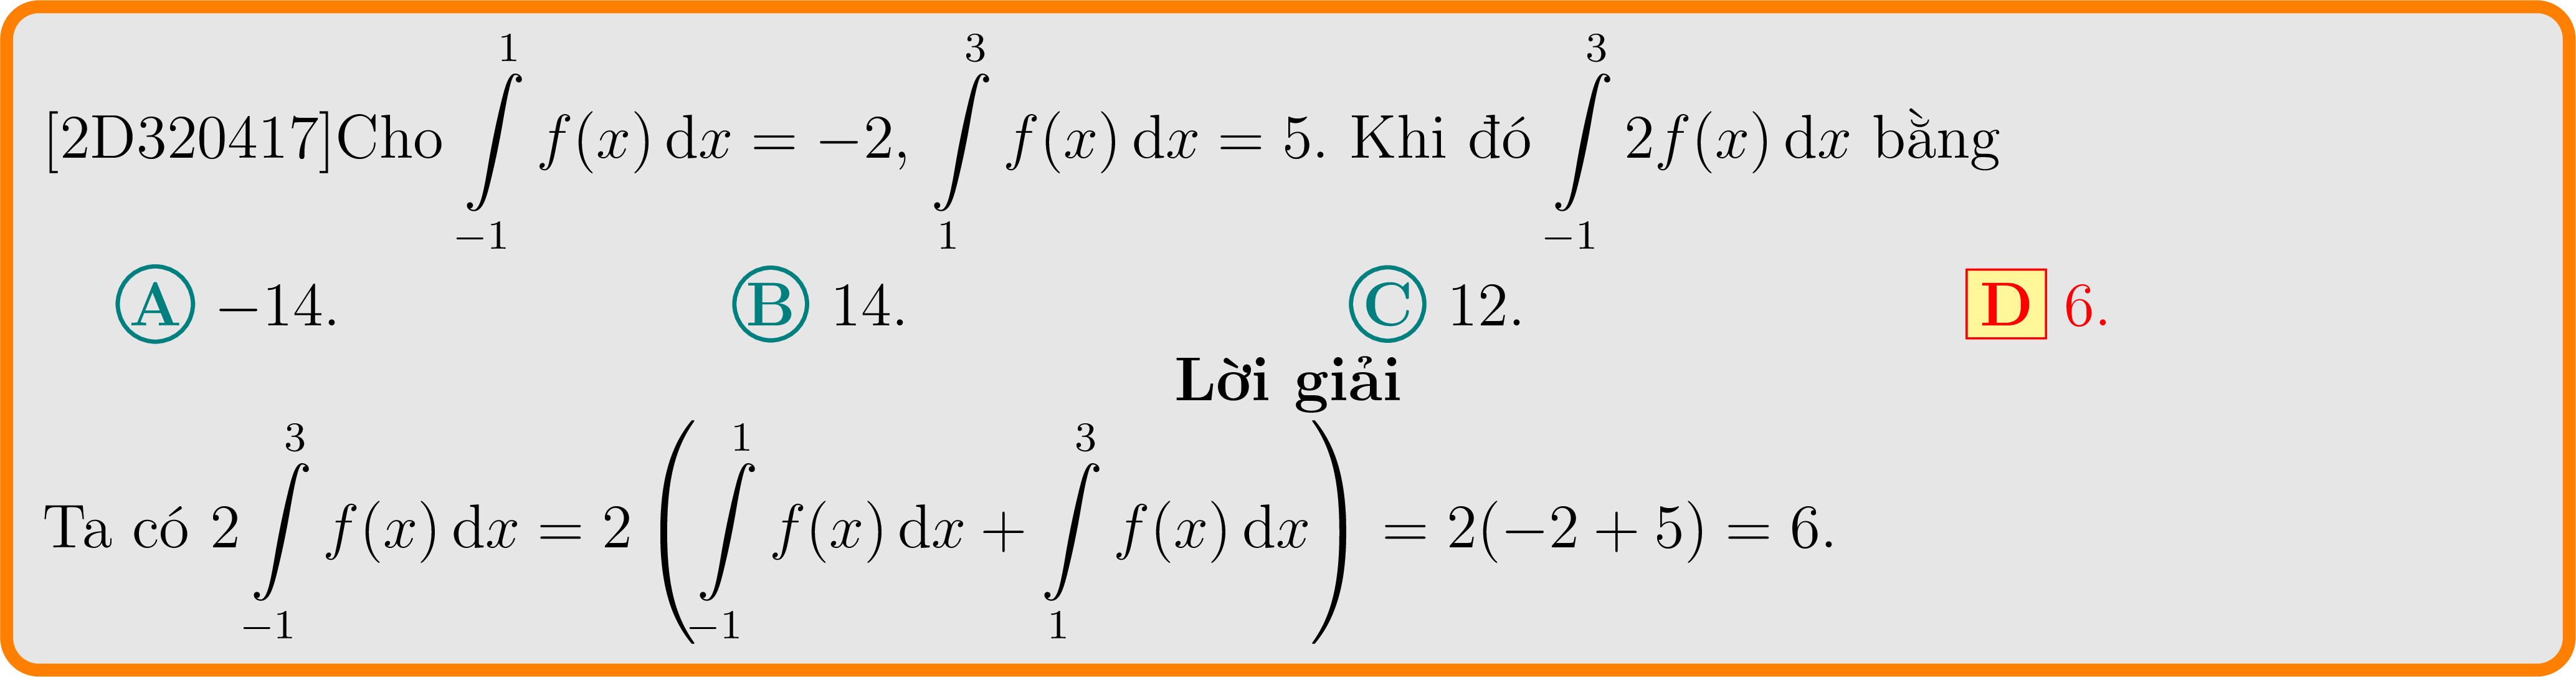 [2D320417]Cho $\int\limits_{-1}^{1} f(x)\,\mathrm{d}x = -2$, $\int\limits_{1}^{3} f(x)\,\mathrm{d}x = 5$. Khi đó $\int\limits_{-1}^{3} 2f(x)\,\mathrm{d}x$ bằng
A −14. B 14. C 12. D 6.
Lời giải
Ta có $2\int\limits_{-1}^{3} f(x)\,\mathrm{d}x = 2\left(\int\limits_{-1}^{1} f(x)\,\mathrm{d}x + \int\limits_{1}^{3} f(x)\,\mathrm{d}x\right) = 2(-2 + 5) = 6$.